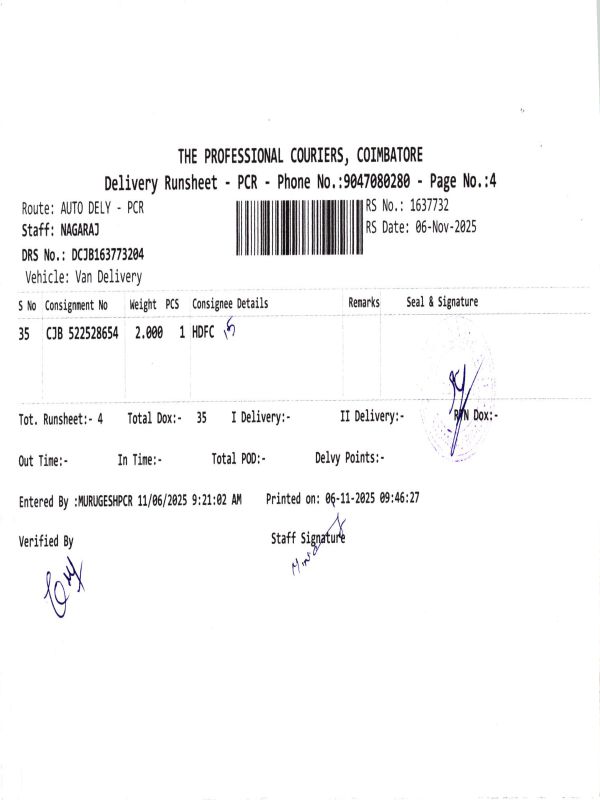 THE PROFESSIONAL COURIERS, COIMBATORE
Delivery Runsheet - PCR - Phone No.:9047080280 - Page No.:4
Route: AUTO DELY - PCR
RS No.: 1637732
Staff: NAGARAJ
RS Date: 06-Nov-2025
DRS No.: DCJB163773204
Vehicle: Van Delivery
S No Consignment No Weight PCS Consignee Details Remarks Seal & Signature
35 CJB 522528654 2.000 1 HDFC
Tot. Runsheet:- 4 Total Dox:- 35 I Delivery:- II Delivery:- RTN Dox:-
Out Time:- In Time:- Total POD:- Delvy Points:-
Entered By :MURUGESHPCR 11/06/2025 9:21:02 AM Printed on: 06-11-2025 09:46:27
Verified By Staff Signature